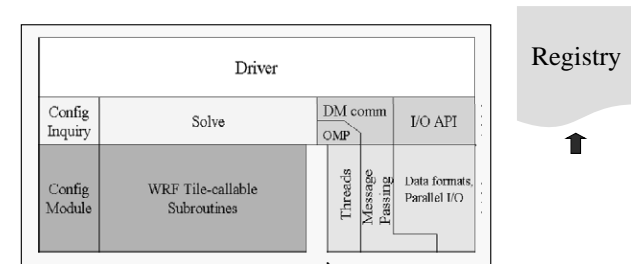 Registry
Driver
Config
Inquiry
Solve
DM comm
OMP
I/O API
Config
Module
WRF Tile-callable
Subroutines
Threads
Message
Passing
Data formats,
Parallel I/O